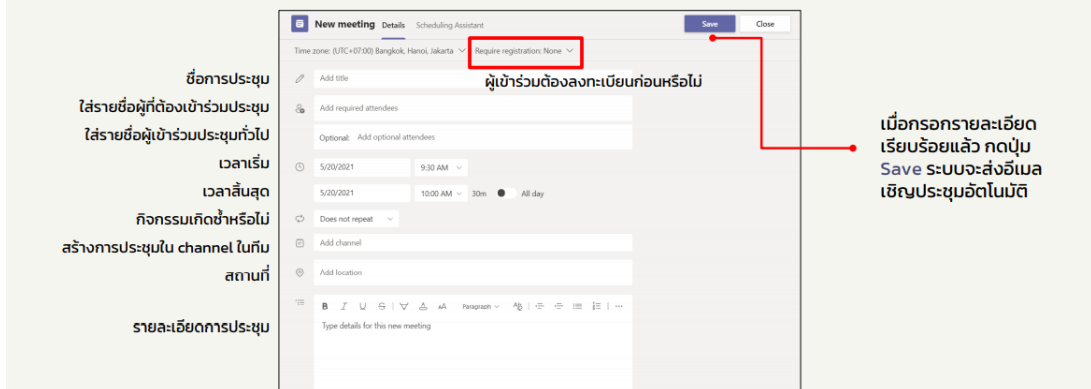 New meeting Details Scheduling Assistant Save Close
Time zone: (UTC+07:00) Bangkok, Hanoi, Jakarta Require registration: None
ชื่อการประชุม Add title ผู้เข้าร่วมต้องลงทะเบียนก่อนหรือไม่
ใส่รายชื่อผู้ที่ต้องเข้าร่วมประชุม Add required attendees
ใส่รายชื่อผู้เข้าร่วมประชุมทั่วไป Optional: Add optional attendees
เวลาเริ่ม 5/20/2021 9:30 AM
เวลาสิ้นสุด 5/20/2021 10:00 AM 30m All day
กิจกรรมเกิดซ้ำหรือไม่ Does not repeat
สร้างการประชุมใน channel ในทีม Add channel
สถานที่ Add location
B I U S A AA Paragraph
รายละเอียดการประชุม Type details for this new meeting
เมื่อกรอกรายละเอียด
เรียบร้อยแล้ว กดปุ่ม
Save ระบบจะส่งอีเมล
เชิญประชุมอัตโนมัติ